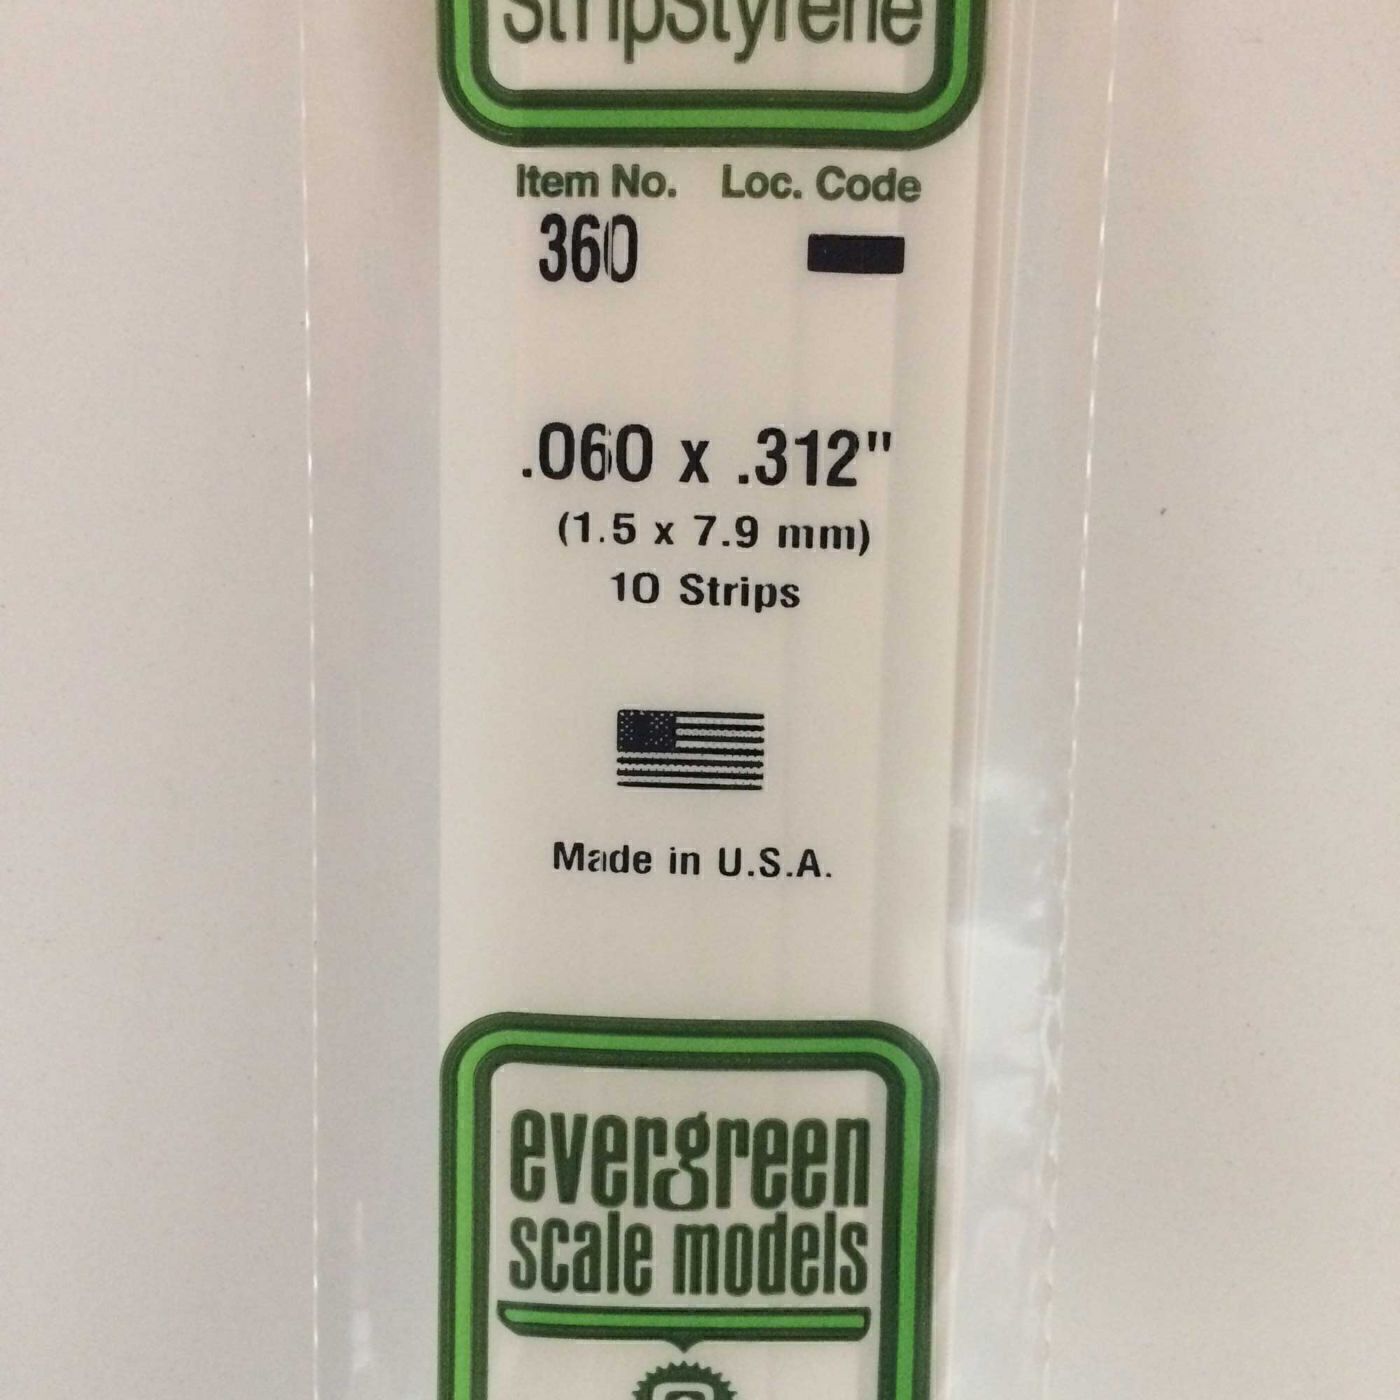 StripStyrene
Item No. Loc. Code
360
.060 x .312"
(1.5 x 7.9 mm)
10 Strips
Made in U.S.A.
evergreen
scale models